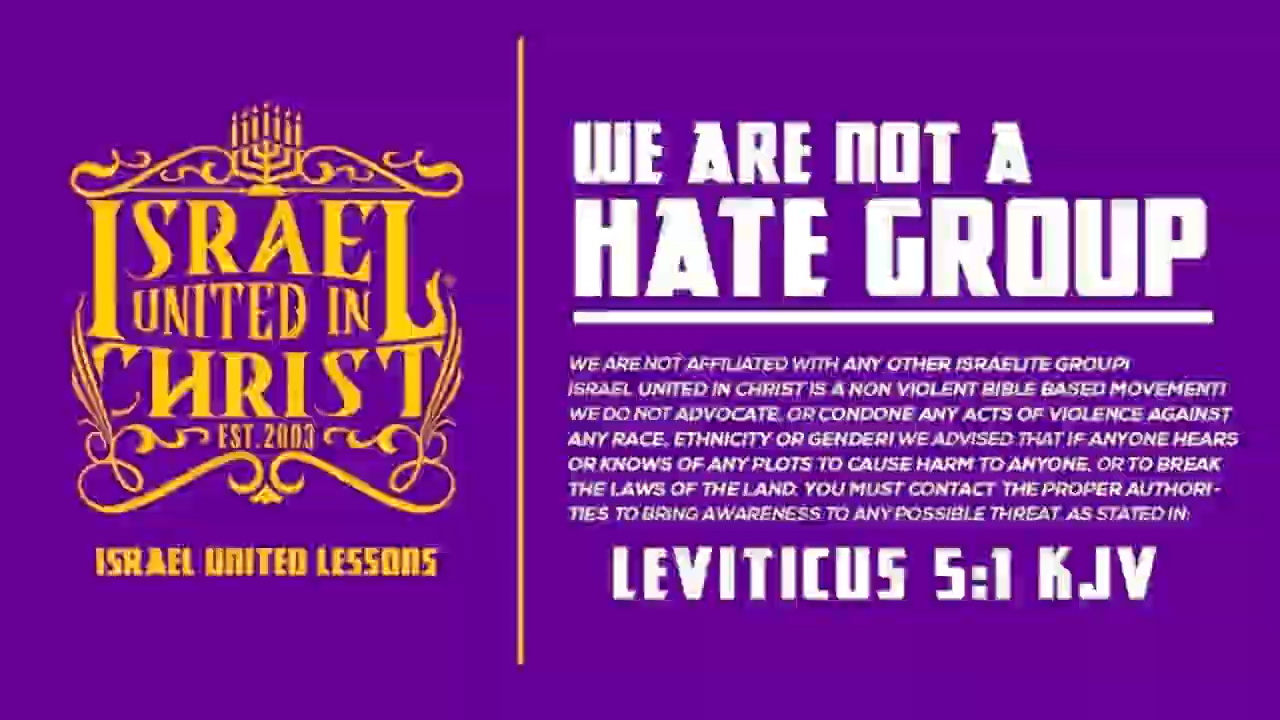 ISRAEL
UNITED IN
CHRIST
EST. 2003
ISRAEL UNITED LESSONS
WE ARE NOT A
HATE GROUP
WE ARE NOT AFFILIATED WITH ANY OTHER ISRAELITE GROUP!
ISRAEL UNITED IN CHRIST IS A NON VIOLENT BIBLE BASED MOVEMENT!
WE DO NOT ADVOCATE, OR CONDONE ANY ACTS OF VIOLENCE AGAINST
ANY RACE, ETHNICITY OR GENDER! WE ADVISED THAT IF ANYONE HEARS
OR KNOWS OF ANY PLOTS TO CAUSE HARM TO ANYONE, OR TO BREAK
THE LAWS OF THE LAND; YOU MUST CONTACT THE PROPER AUTHORI-
TIES TO BRING AWARENESS TO ANY POSSIBLE THREAT. AS STATED IN:
LEVITICUS 5:1 KJV